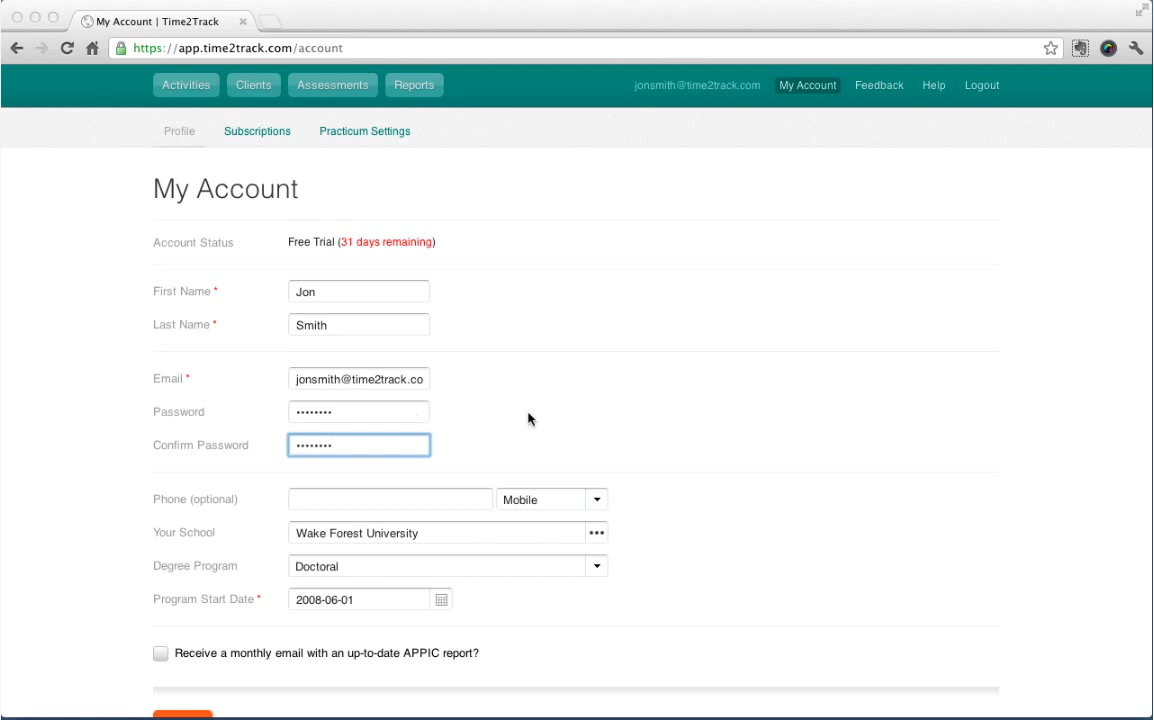 My Account | Time2Track
https://app.time2track.com/account
Activities Clients Assessments Reports jonsmith@time2track.com My Account Feedback Help Logout
Profile Subscriptions Practicum Settings
My Account
Account Status Free Trial (31 days remaining)
First Name * Jon
Last Name * Smith
Email * jonsmith@time2track.co
Password ••••••••
Confirm Password ••••••••
Phone (optional) Mobile
Your School Wake Forest University •••
Degree Program Doctoral
Program Start Date * 2008-06-01
Receive a monthly email with an up-to-date APPIC report?